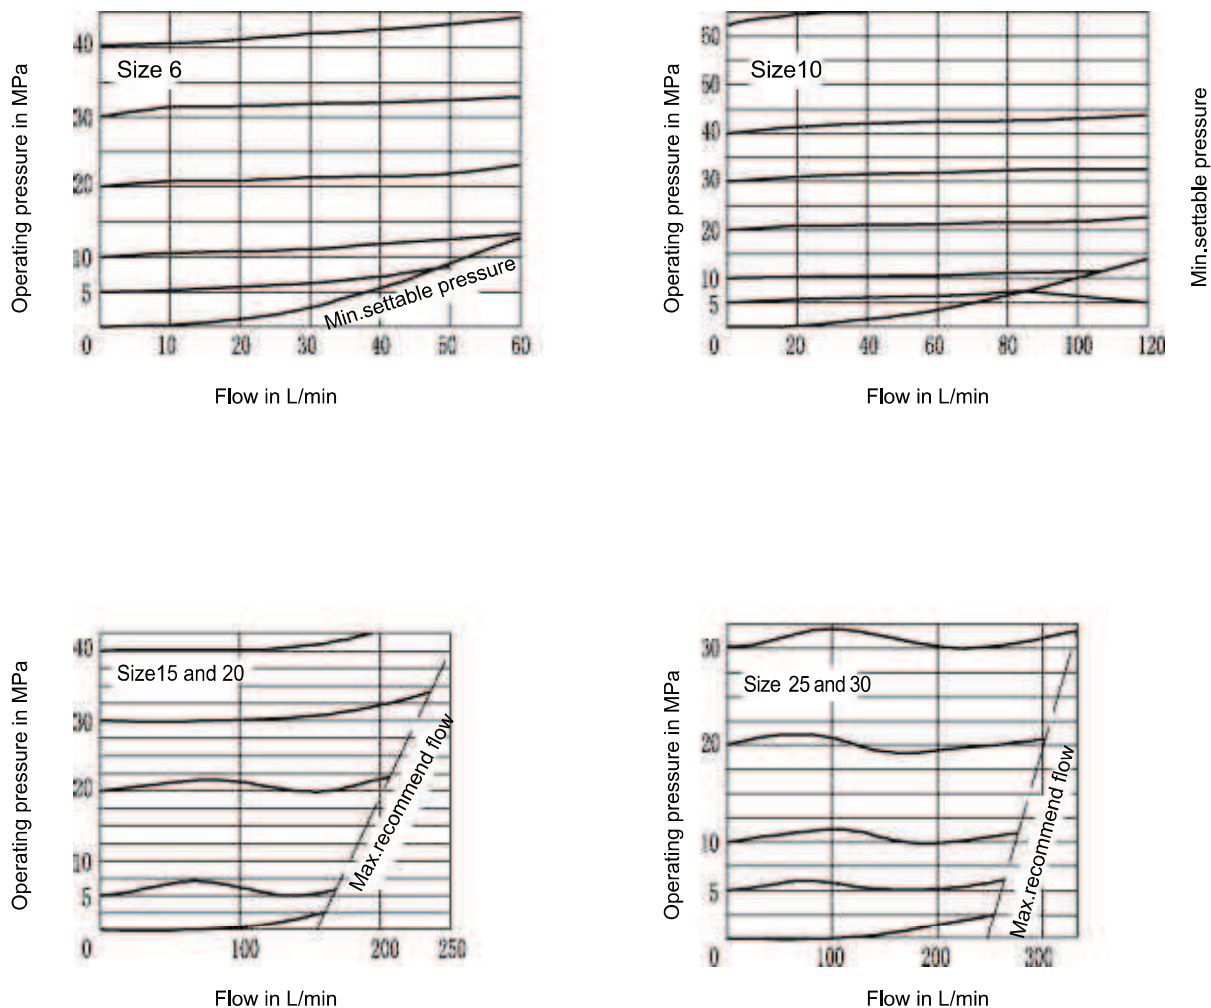 Operating pressure in MPa
40
Size 6
30
20
10
5
Min.settable pressure
0 10 20 30 40 50 60
Flow in L/min
Operating pressure in MPa
60
Size10
50
40
30
20
10
5
0 20 40 60 80 100 120
Flow in L/min
Min.settable pressure
Operating pressure in MPa
40
Size15 and 20
30
20
10
5
Max.recommend flow
0 100 200 250
Flow in L/min
Operating pressure in MPa
30
Size 25 and 30
20
10
5
Max.recommend flow
0 100 200 300
Flow in L/min